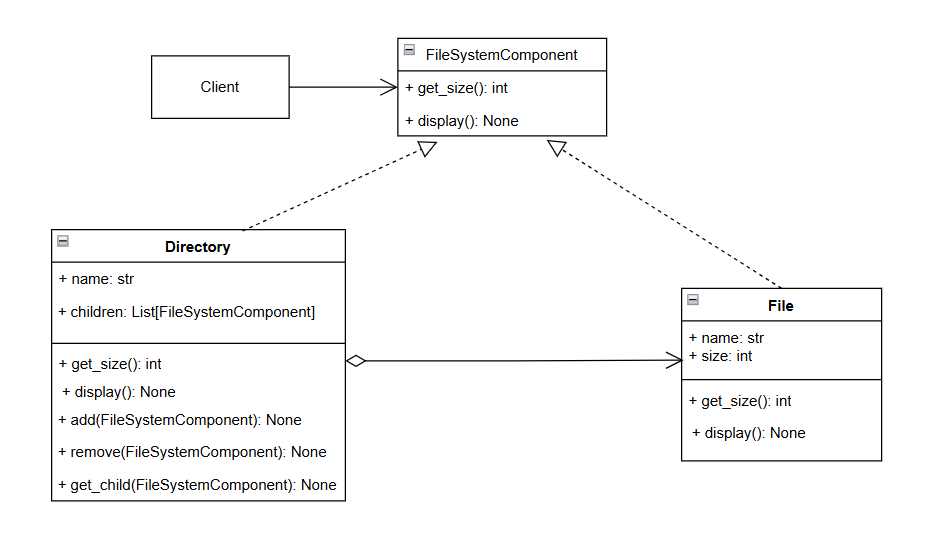 Client
FileSystemComponent
+ get_size(): int
+ display(): None
Directory
+ name: str
+ children: List[FileSystemComponent]
+ get_size(): int
+ display(): None
+ add(FileSystemComponent): None
+ remove(FileSystemComponent): None
+ get_child(FileSystemComponent): None
File
+ name: str
+ size: int
+ get_size(): int
+ display(): None